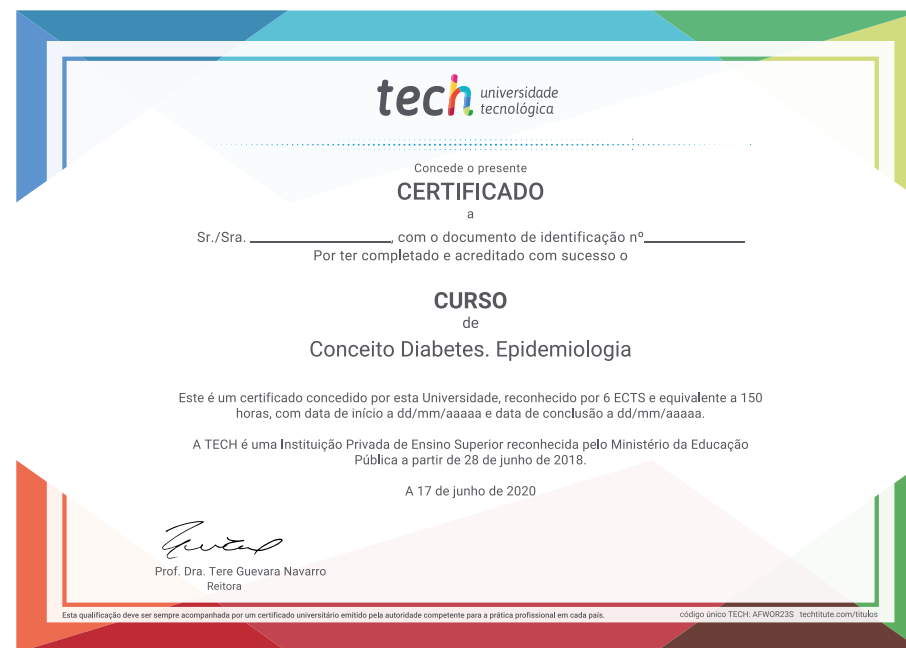 tech universidade
tecnológica
Concede o presente
CERTIFICADO
a
Sr./Sra. ____________________, com o documento de identificação nº______________
Por ter completado e acreditado com sucesso o
CURSO
de
Conceito Diabetes. Epidemiologia
Este é um certificado concedido por esta Universidade, reconhecido por 6 ECTS e equivalente a 150
horas, com data de início a dd/mm/aaaaa e data de conclusão a dd/mm/aaaaa.
A TECH é uma Instituição Privada de Ensino Superior reconhecida pelo Ministério da Educação
Pública a partir de 28 de junho de 2018.
A 17 de junho de 2020
Prof. Dra. Tere Guevara Navarro
Reitora
Esta qualificação deve ser sempre acompanhada por um certificado universitário emitido pela autoridade competente para a prática profissional em cada país.
código único TECH: AFWOR23S techtitute.com/titulos